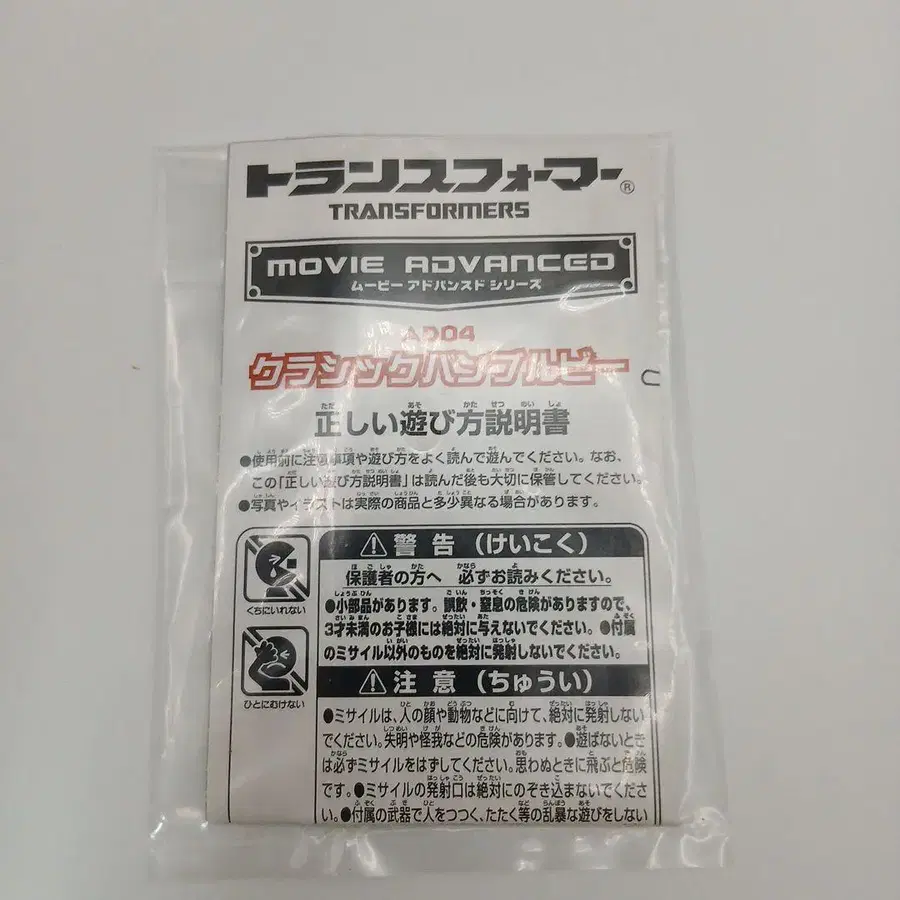 トランスフォーマー®
TRANSFORMERS
MOVIE ADVANCED
ムービー アドバンスド シリーズ
AD04
クラシックバンブルビー
正しい遊び方説明書
●使用前に注意事項や遊び方をよく読んで遊んでください。なお、
この「正しい遊び方説明書」は読んだ後も大切に保管してください。
●写真やイラストは実際の商品と多少異なる場合があります。
くちにいれない
ひとにむけない
警告（けいこく）
保護者の方へ 必ずお読みください。
●小部品があります。誤飲・窒息の危険がありますので、
3才未満のお子様には絶対に与えないでください。●付属
のミサイル以外のものを絶対に発射しないでください。
注意（ちゅうい）
●ミサイルは、人の顔や動物などに向けて、絶対に発射しない
でください。失明や怪我などの危険があります。●遊ばないとき
は必ずミサイルをはずしてください。思わぬときに飛ぶと危険
です。●ミサイルの発射口は絶対にのぞき込まないでくださ
い。●付属の武器で人をつつく、たたく等の乱暴な遊びをしない